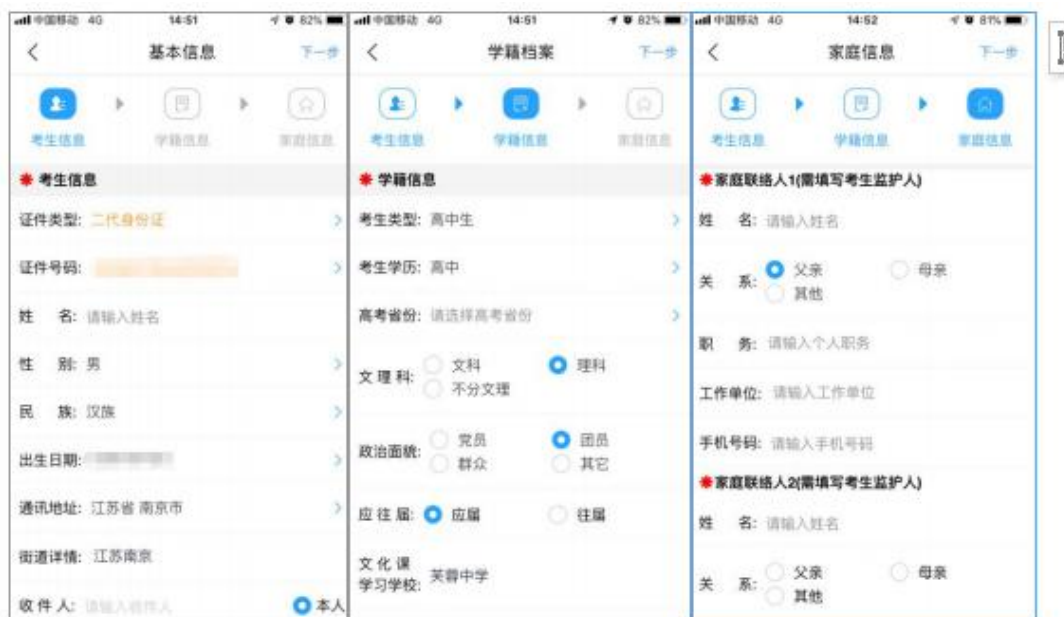 中国移动 4G 14:51 82%
基本信息 下一步
考生信息 学籍信息 家庭信息
考生信息
证件类型: 二代身份证
证件号码:
姓 名: 请输入姓名
性 别: 男
民 族: 汉族
出生日期:
通讯地址: 江苏省 南京市
街道详情: 江苏南京
收 件 人: 请输入收件人 本人
中国移动 4G 14:51 82%
学籍档案 下一步
考生信息 学籍信息 家庭信息
学籍信息
考生类型: 高中生
考生学历: 高中
高考省份: 请选择高考省份
文 理 科: 文科 理科
不分文理
政治面貌: 党员 团员
群众 其它
应 往 届: 应届 往届
文 化 课
学习学校: 芙蓉中学
中国移动 4G 14:52 81%
家庭信息 下一步
考生信息 学籍信息 家庭信息
家庭联络人1(需填写考生监护人)
姓 名: 请输入姓名
关 系: 父亲 母亲
其他
职 务: 请输入个人职务
工作单位: 请输入工作单位
手机号码: 请输入手机号码
家庭联络人2(需填写考生监护人)
姓 名: 请输入姓名
关 系: 父亲 母亲
其他